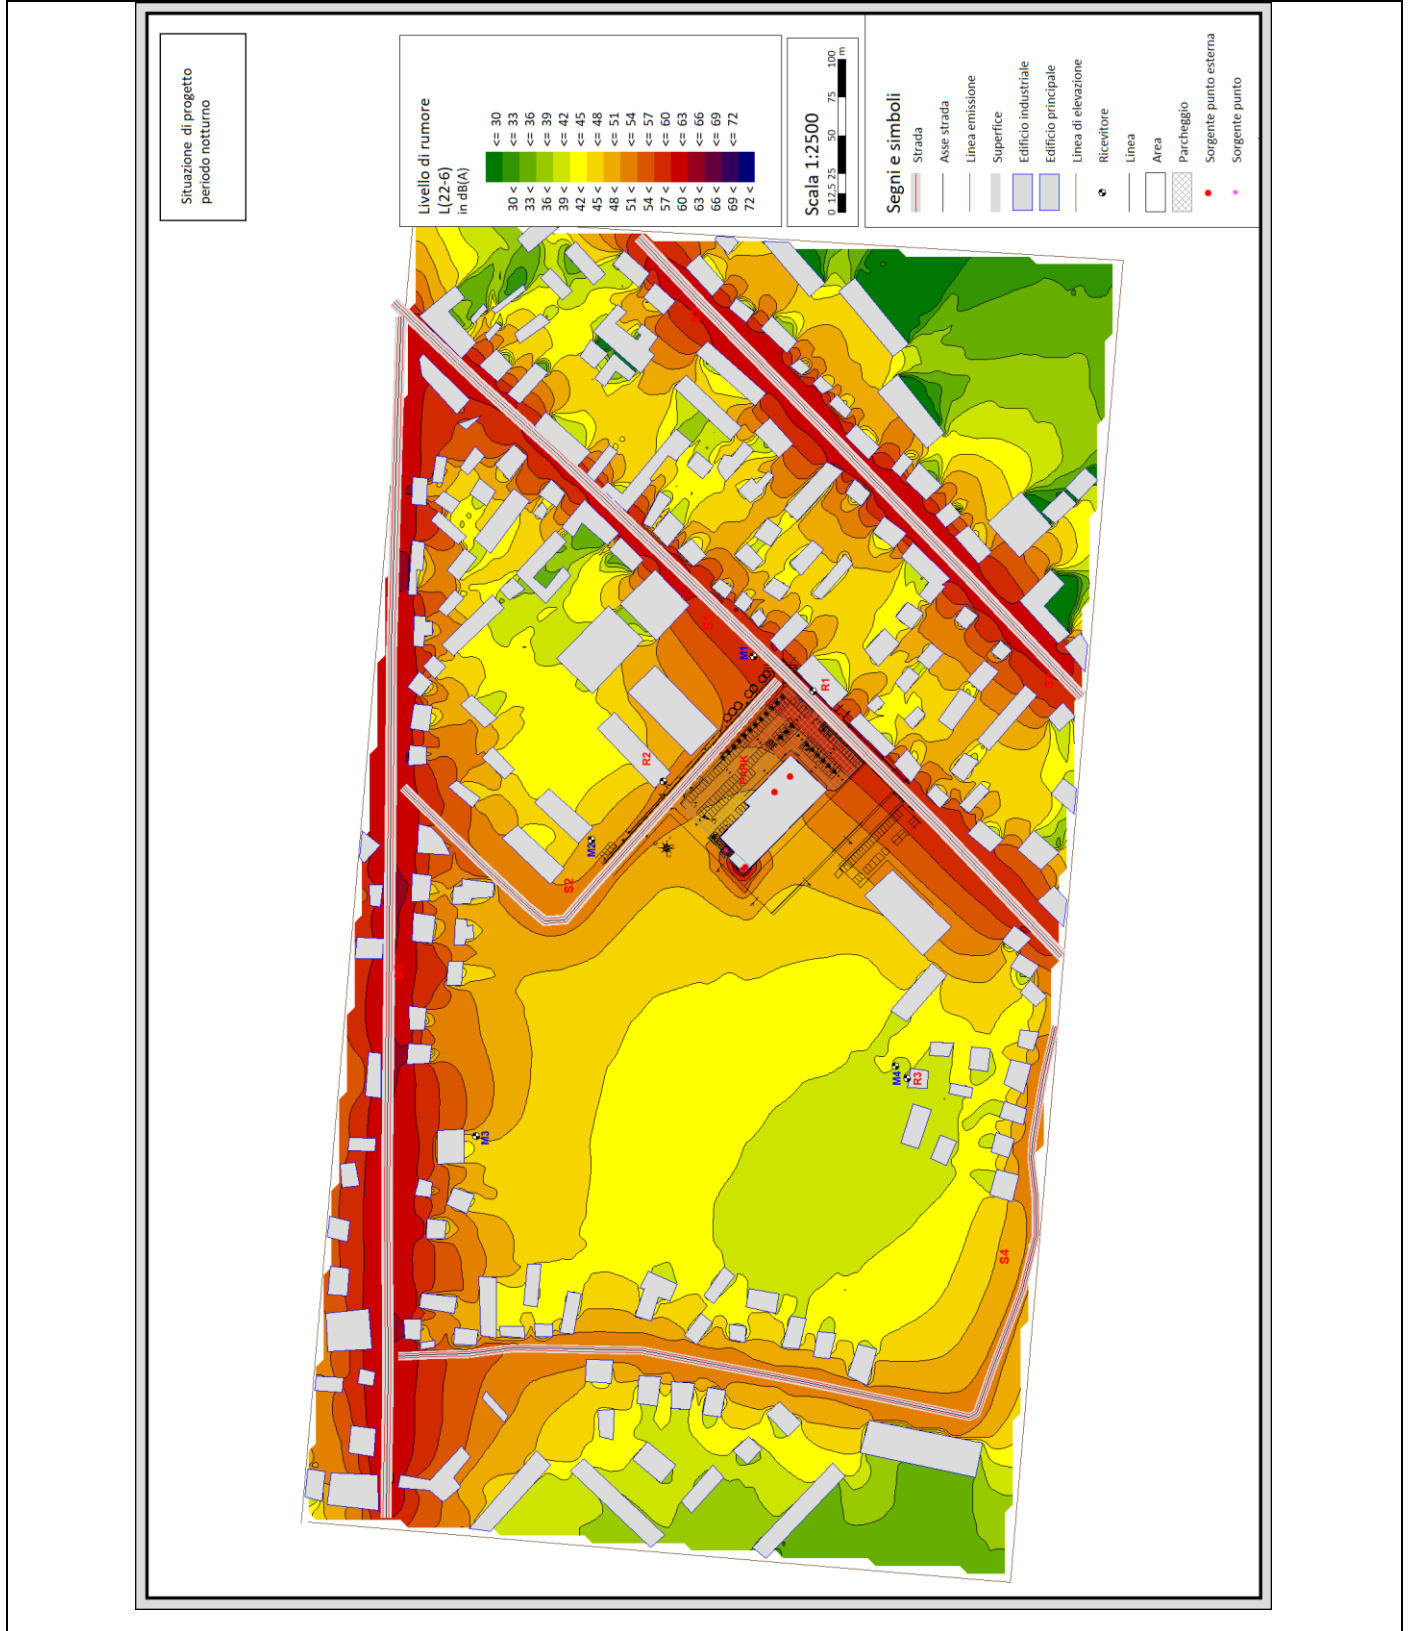 Situazione di progetto
periodo notturno
Livello di rumore
L(22-6)
in dB(A)
<= 30
30 < <= 33
33 < <= 36
36 < <= 39
39 < <= 42
42 < <= 45
45 < <= 48
48 < <= 51
51 < <= 54
54 < <= 57
57 < <= 60
60 < <= 63
63 < <= 66
66 < <= 69
69 < <= 72
72 <
Scala 1:2500
0 12,5 25 50 75 100
m
Segni e simboli
Strada
Asse strada
Linea emissione
Superfice
Edificio industriale
Edificio principale
Linea di elevazione
Ricevitore
Linea
Area
Parcheggio
Sorgente punto esterna
Sorgente punto
S1
M1
R1
R2
PARK
M2
S2
M4
R3
M3
S4